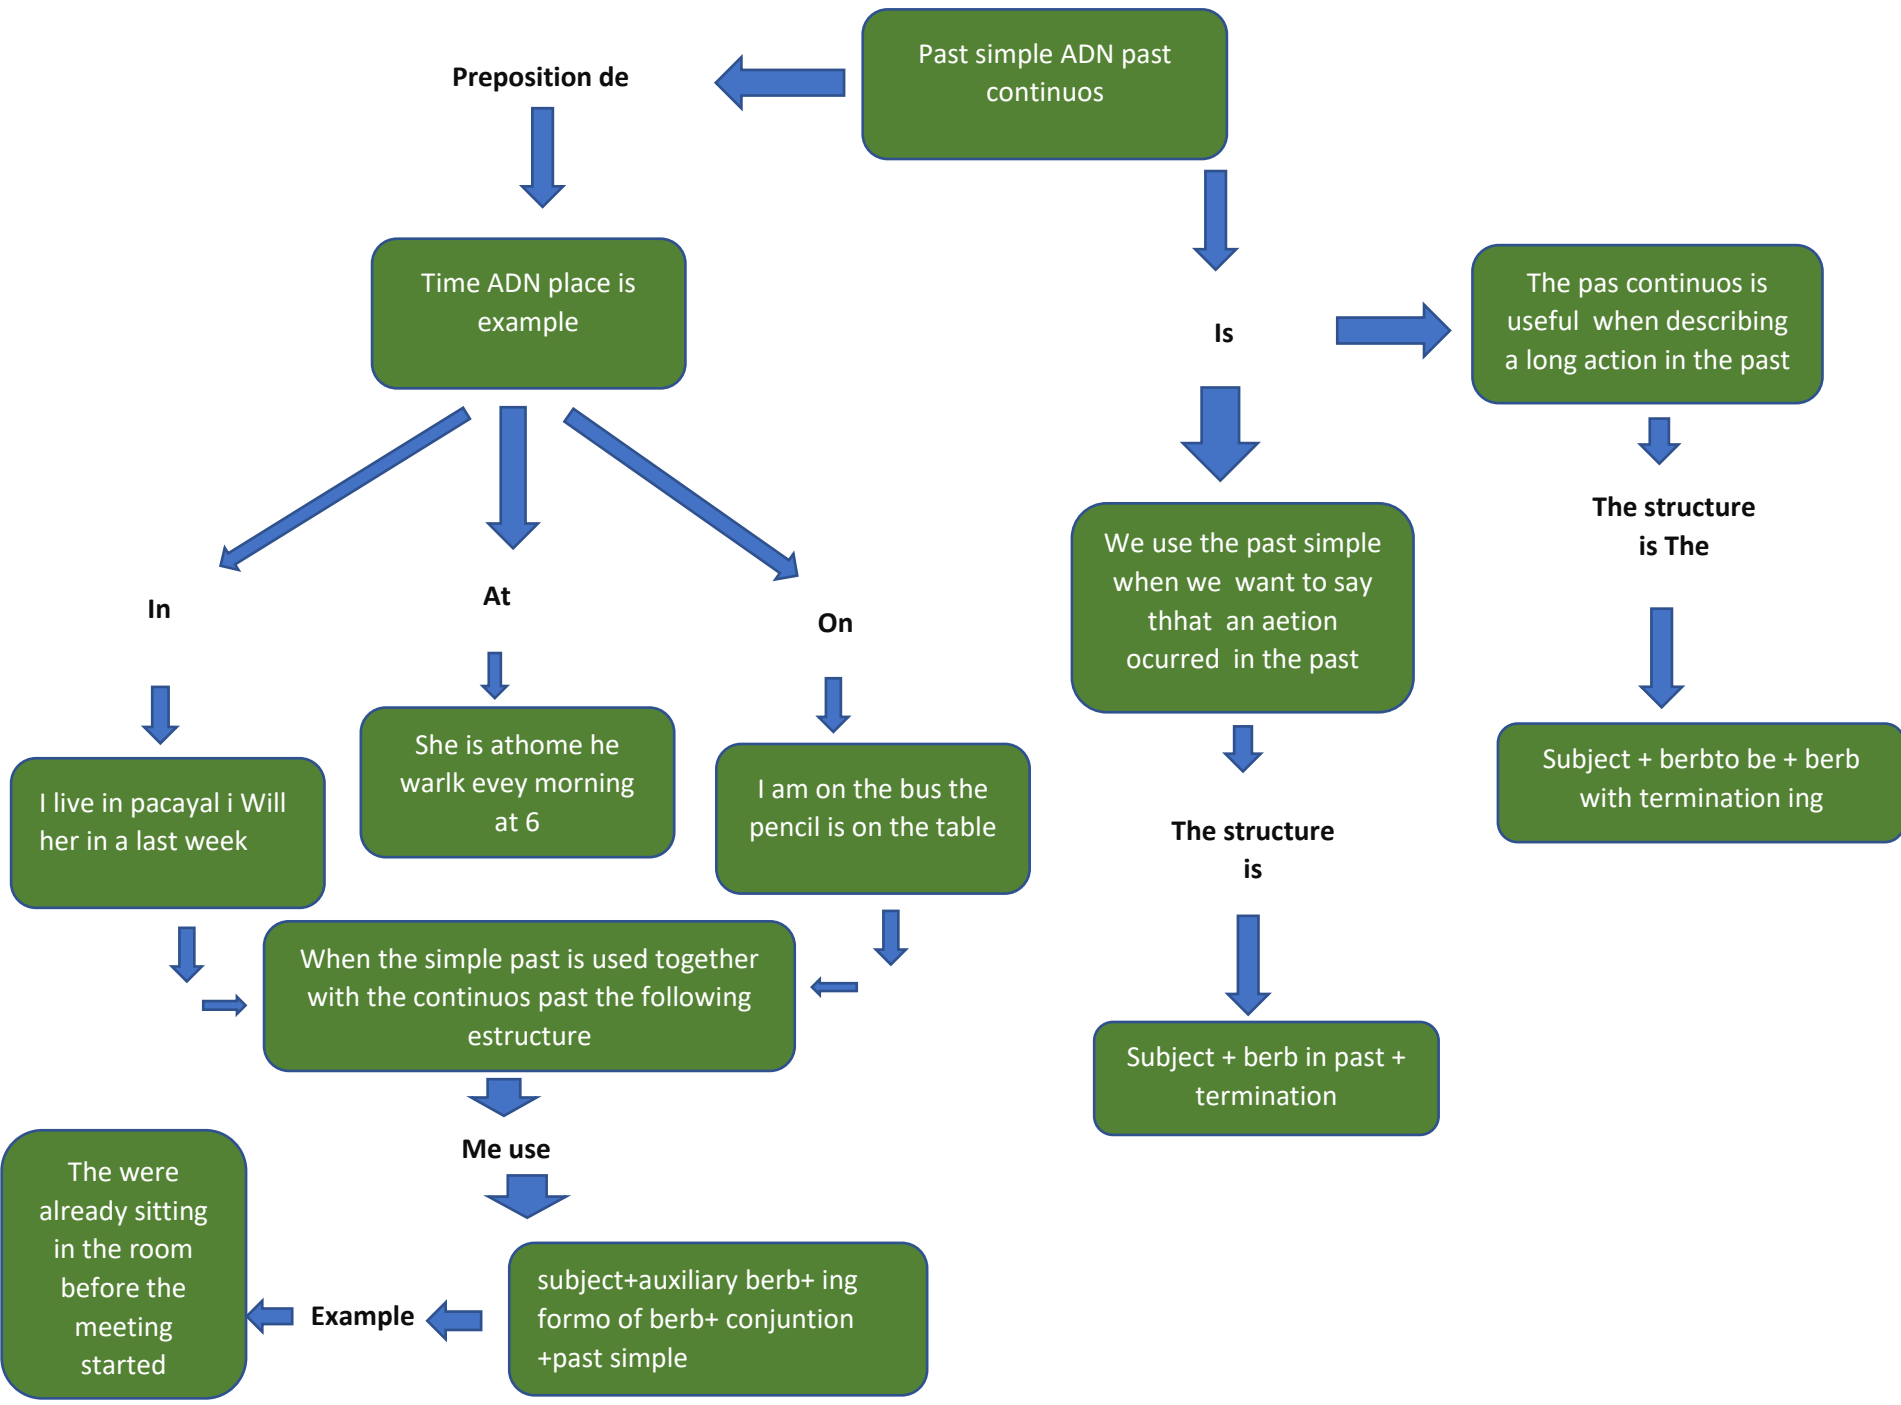 Past simple ADN past
continuos
Preposition de
Time ADN place is
example
In
At
On
I live in pacayal i Will
her in a last week
She is athome he
warlk evey morning
at 6
I am on the bus the
pencil is on the table
When the simple past is used together
with the continuos past the following
estructure
Me use
subject+auxiliary berb+ ing
formo of berb+ conjuntion
+past simple
Example
The were
already sitting
in the room
before the
meeting
started
Is
The pas continuos is
useful  when describing
a long action in the past
The structure
is The
Subject + berbto be + berb
with termination ing
We use the past simple
when we  want to say
thhat  an aetion
ocurred  in the past
The structure
is
Subject + berb in past +
termination